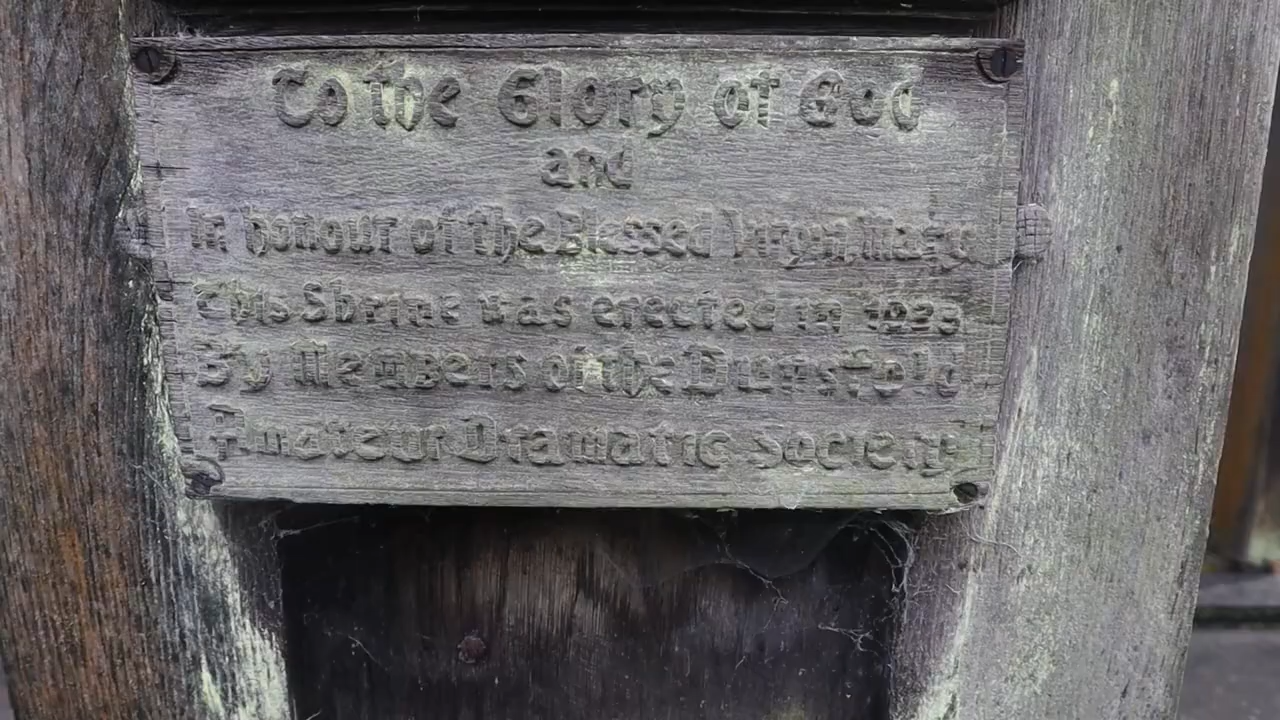 To the Glory of God
and
In honour of the Blessed Virgin Mary
This Shrine was erected in 1933
By Members of the Dunsfold
Amateur Dramatic Society